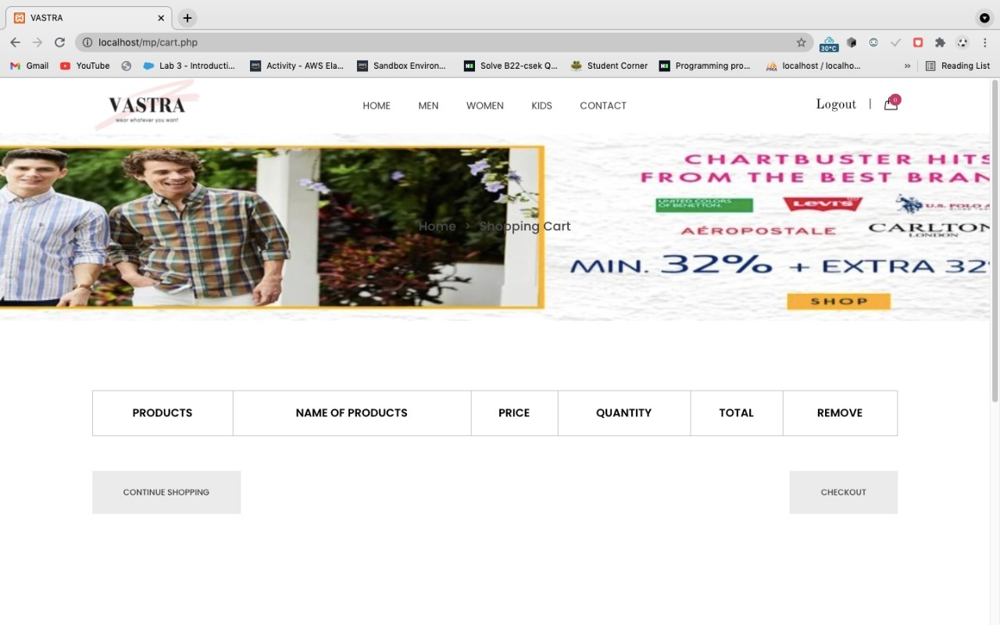 VASTRA
localhost/mp/cart.php
30°C
Gmail YouTube Lab 3 - Introducti... Activity - AWS Ela... Sandbox Environ... Solve B22-csek Q... Student Corner Programming pro... localhost / localho... » Reading List
VASTRA
wear whatever you want
HOME MEN WOMEN KIDS CONTACT
Logout | 0
CHARTBUSTER HITS
FROM THE BEST BRAN
UNITED COLORS
OF BENETTON.
LEVI'S
U.S. POLO A
AÉROPOSTALE
CARLTON
LONDON
Home > Shopping Cart
MIN. 32% + EXTRA 32
SHOP
PRODUCTS NAME OF PRODUCTS PRICE QUANTITY TOTAL REMOVE
CONTINUE SHOPPING CHECKOUT